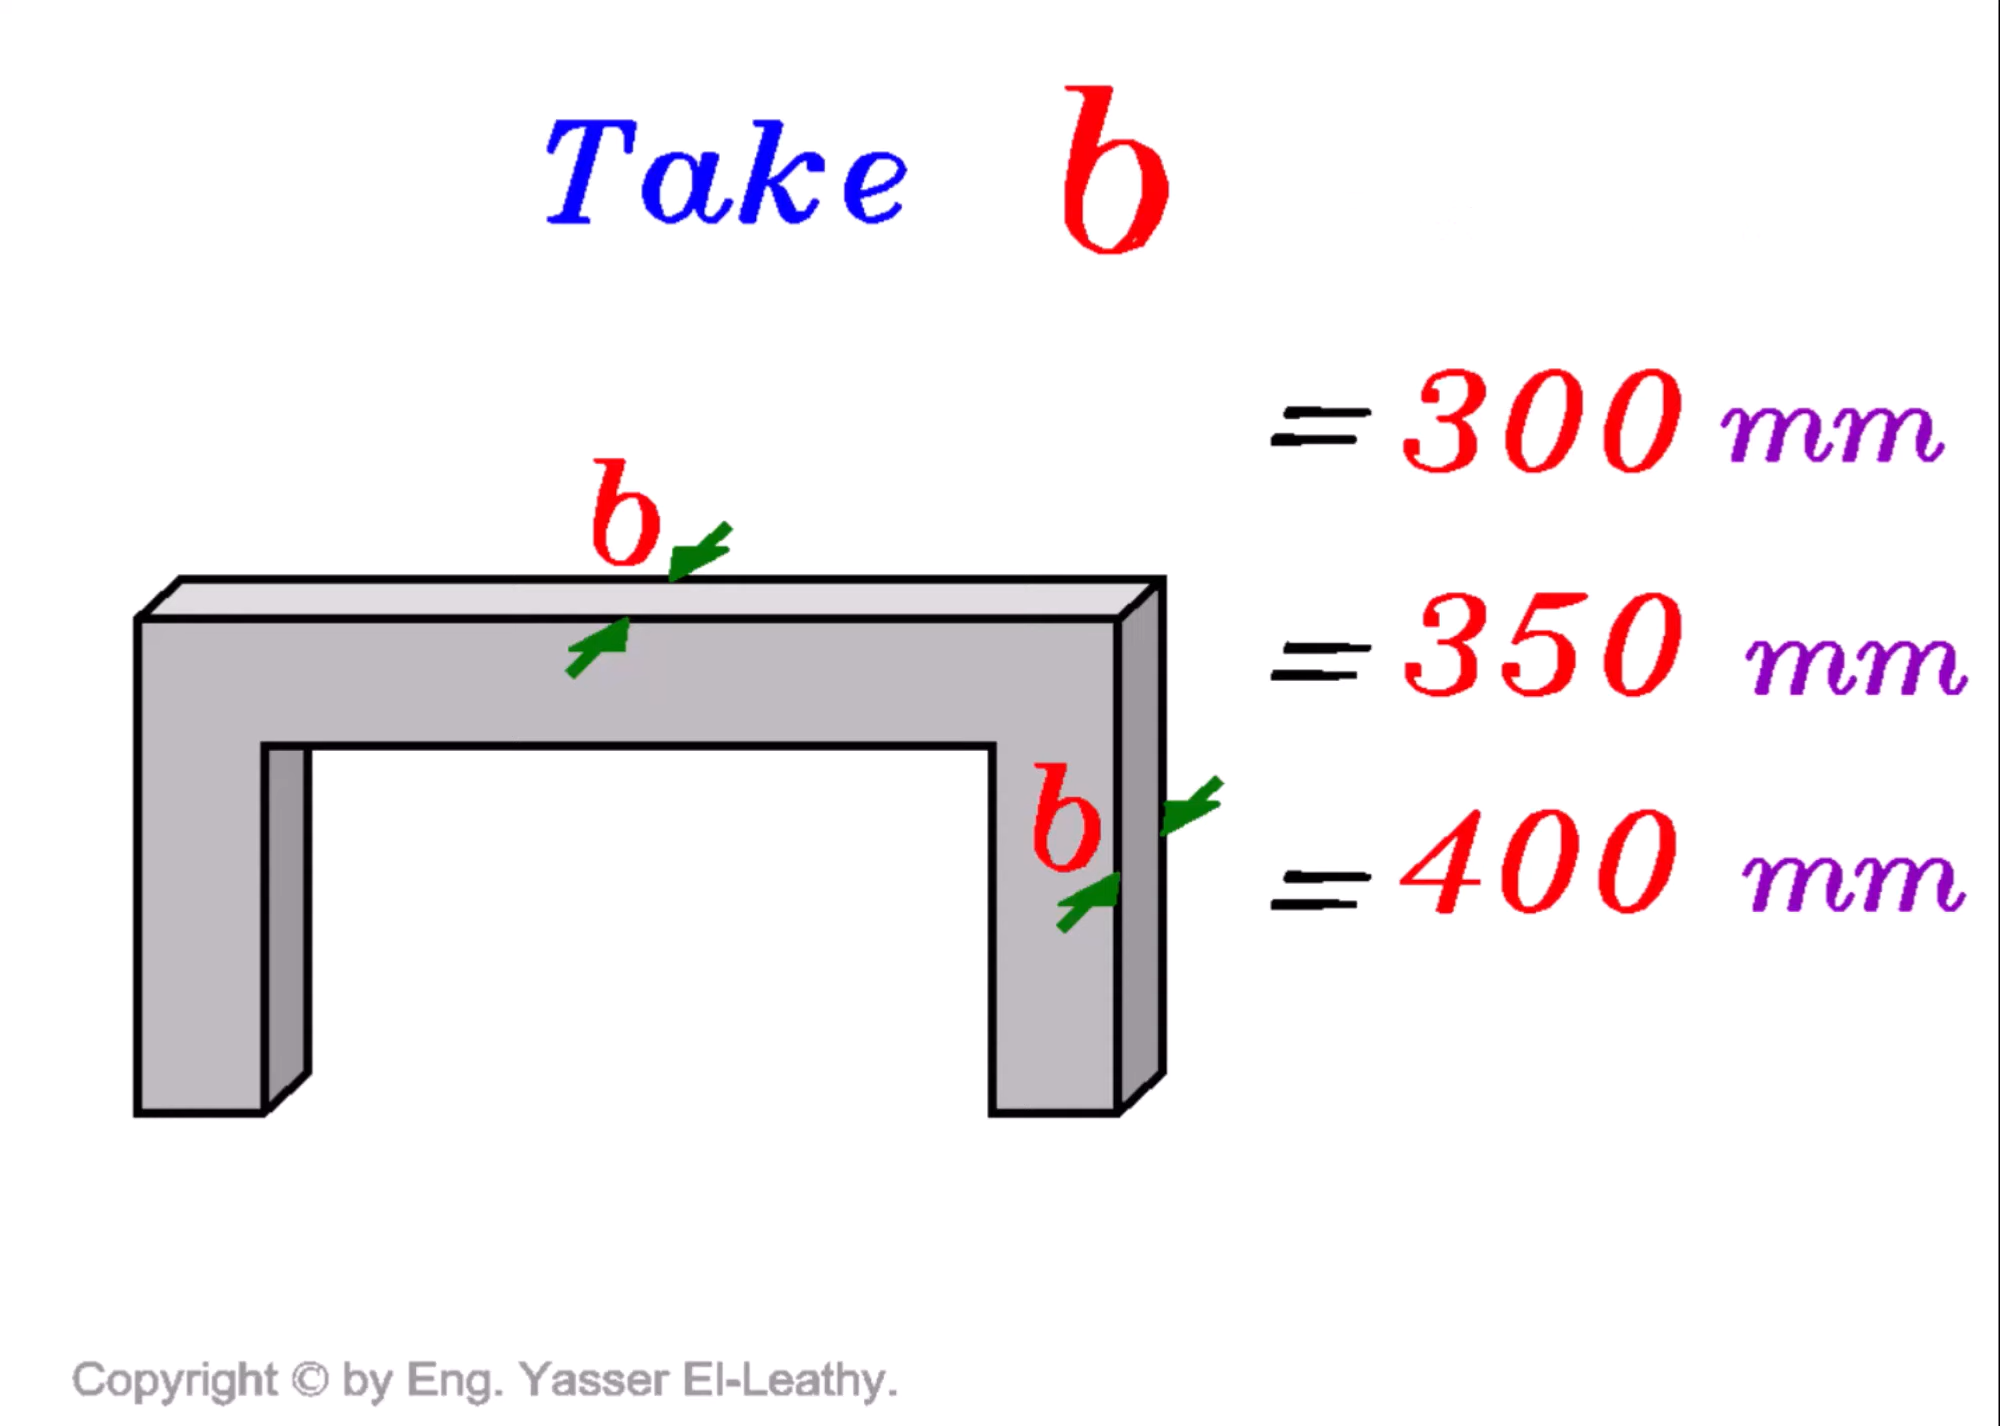 Take b
= 300 mm
b
= 350 mm
b
= 400 mm
Copyright © by Eng. Yasser El-Leathy.